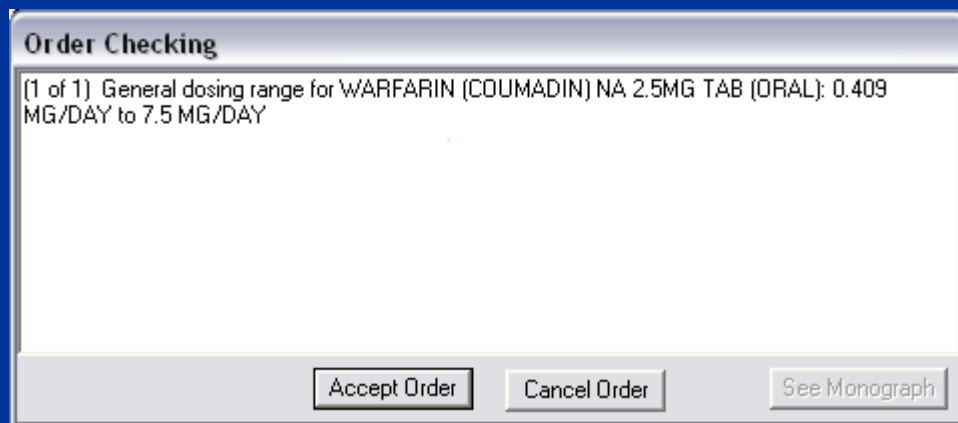 Order Checking
(1 of 1)  General dosing range for WARFARIN (COUMADIN) NA 2.5MG TAB (ORAL): 0.409
MG/DAY to 7.5 MG/DAY
Accept Order
Cancel Order
See Monograph